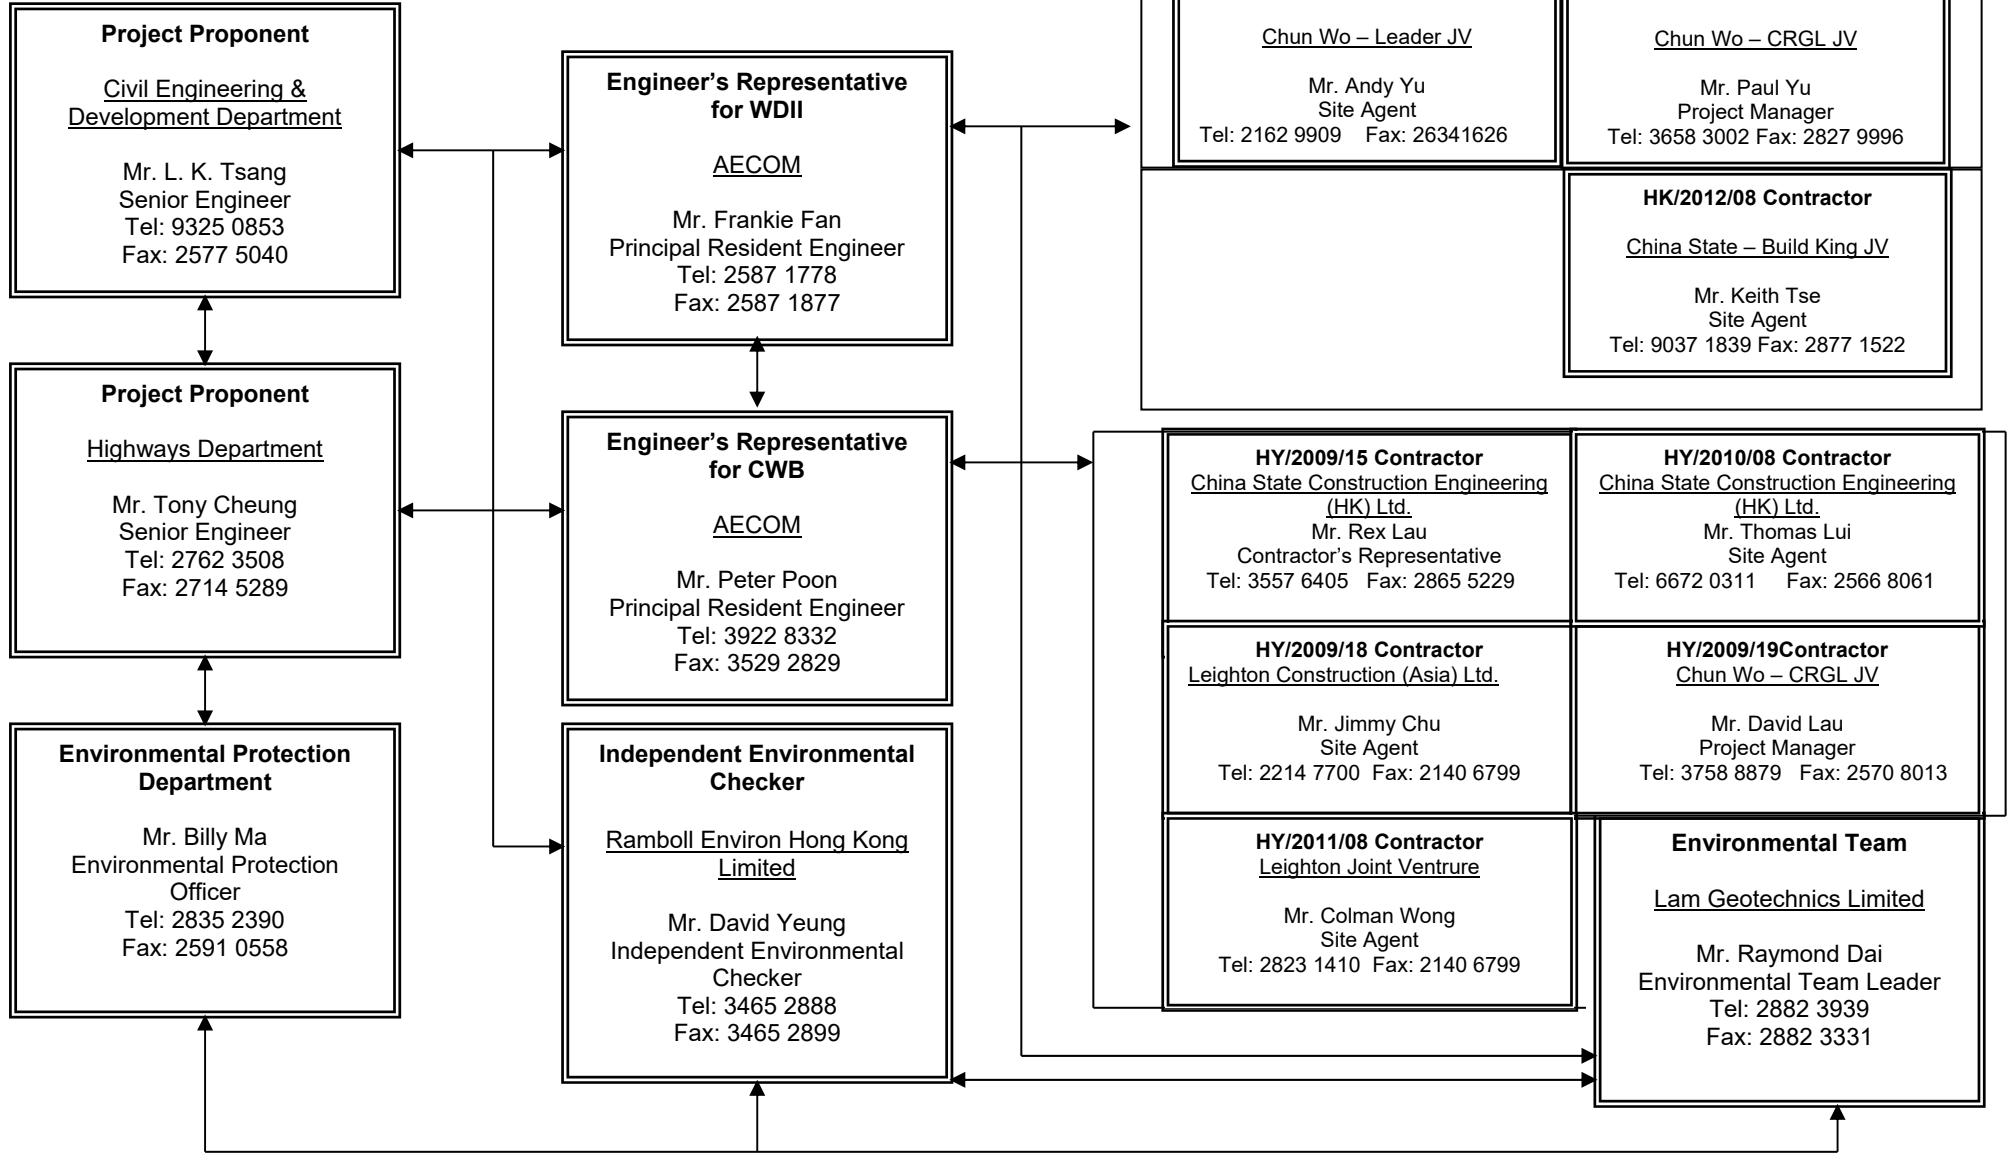 Project Proponent
Civil Engineering &
Development Department
Mr. L. K. Tsang
Senior Engineer
Tel: 9325 0853
Fax: 2577 5040
Project Proponent
Highways Department
Mr. Tony Cheung
Senior Engineer
Tel: 2762 3508
Fax: 2714 5289
Environmental Protection
Department
Mr. Billy Ma
Environmental Protection
Officer
Tel: 2835 2390
Fax: 2591 0558
Engineer’s Representative
for WDII
AECOM
Mr. Frankie Fan
Principal Resident Engineer
Tel: 2587 1778
Fax: 2587 1877
Engineer’s Representative
for CWB
AECOM
Mr. Peter Poon
Principal Resident Engineer
Tel: 3922 8332
Fax: 3529 2829
Independent Environmental
Checker
Ramboll Environ Hong Kong
Limited
Mr. David Yeung
Independent Environmental
Checker
Tel: 3465 2888
Fax: 3465 2899
Chun Wo – Leader JV
Mr. Andy Yu
Site Agent
Tel: 2162 9909 Fax: 26341626
Chun Wo – CRGL JV
Mr. Paul Yu
Project Manager
Tel: 3658 3002 Fax: 2827 9996
HK/2012/08 Contractor
China State – Build King JV
Mr. Keith Tse
Site Agent
Tel: 9037 1839 Fax: 2877 1522
HY/2009/15 Contractor
China State Construction Engineering
(HK) Ltd.
Mr. Rex Lau
Contractor’s Representative
Tel: 3557 6405 Fax: 2865 5229
HY/2010/08 Contractor
China State Construction Engineering
(HK) Ltd.
Mr. Thomas Lui
Site Agent
Tel: 6672 0311 Fax: 2566 8061
HY/2009/18 Contractor
Leighton Construction (Asia) Ltd.
Mr. Jimmy Chu
Site Agent
Tel: 2214 7700 Fax: 2140 6799
HY/2009/19Contractor
Chun Wo – CRGL JV
Mr. David Lau
Project Manager
Tel: 3758 8879 Fax: 2570 8013
HY/2011/08 Contractor
Leighton Joint Ventrure
Mr. Colman Wong
Site Agent
Tel: 2823 1410 Fax: 2140 6799
Environmental Team
Lam Geotechnics Limited
Mr. Raymond Dai
Environmental Team Leader
Tel: 2882 3939
Fax: 2882 3331